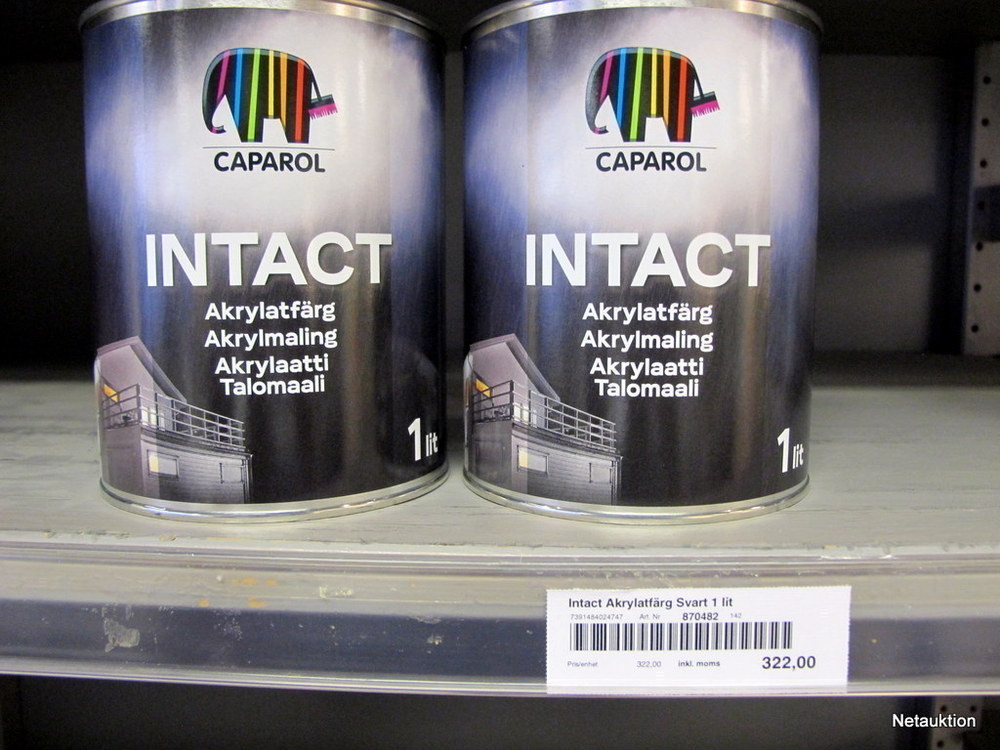 CAPAROL
INTACT
Akrylatfärg
Akrylmaling
Akrylaatti
Talomaali
1 lit
CAPAROL
INTACT
Akrylatfärg
Akrylmaling
Akrylaatti
Talomaali
1 lit
Intact Akrylatfärg Svart 1 lit
7391484024747 Art. Nr 870482 142
Pris/enhet 322,00 inkl. moms 322,00
Netauktion